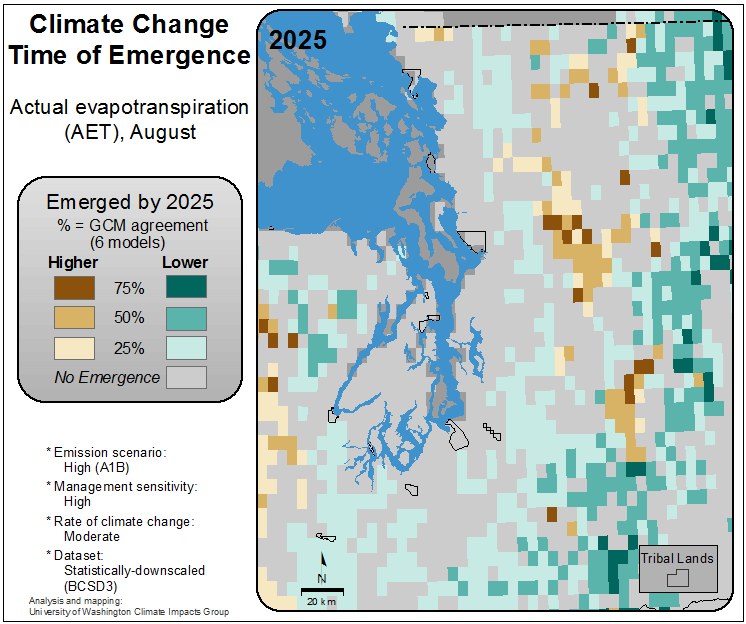 Climate Change
Time of Emergence
Actual evapotranspiration
(AET), August
Emerged by 2025
% = GCM agreement
(6 models)
Higher Lower
75%
50%
25%
No Emergence
* Emission scenario:
High (A1B)
* Management sensitivity:
High
* Rate of climate change:
Moderate
* Dataset:
Statistically-downscaled
(BCSD3)
Analysis and mapping:
University of Washington Climate Impacts Group
2025
N
20 km
Tribal Lands